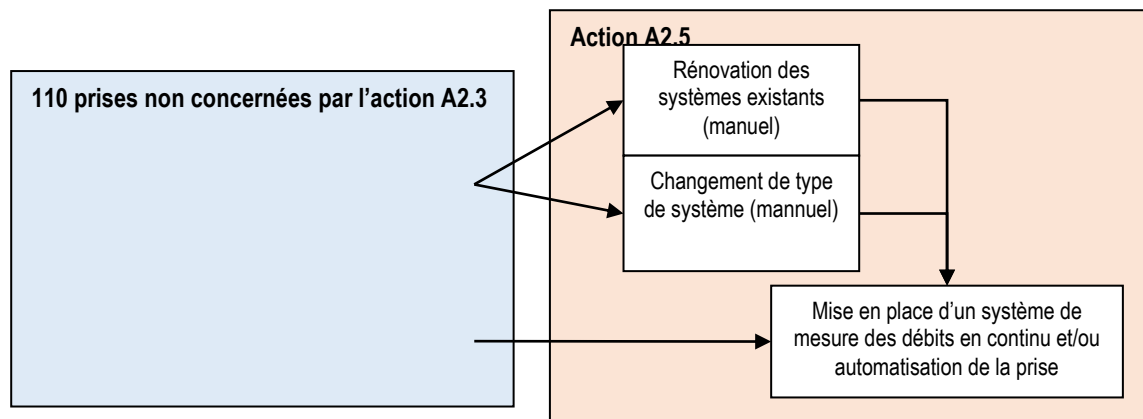 Action A2.5
110 prises non concernées par l’action A2.3
Rénovation des
systèmes existants
(manuel)
Changement de type
de système (mannuel)
Mise en place d’un système de
mesure des débits en continu et/ou
automatisation de la prise